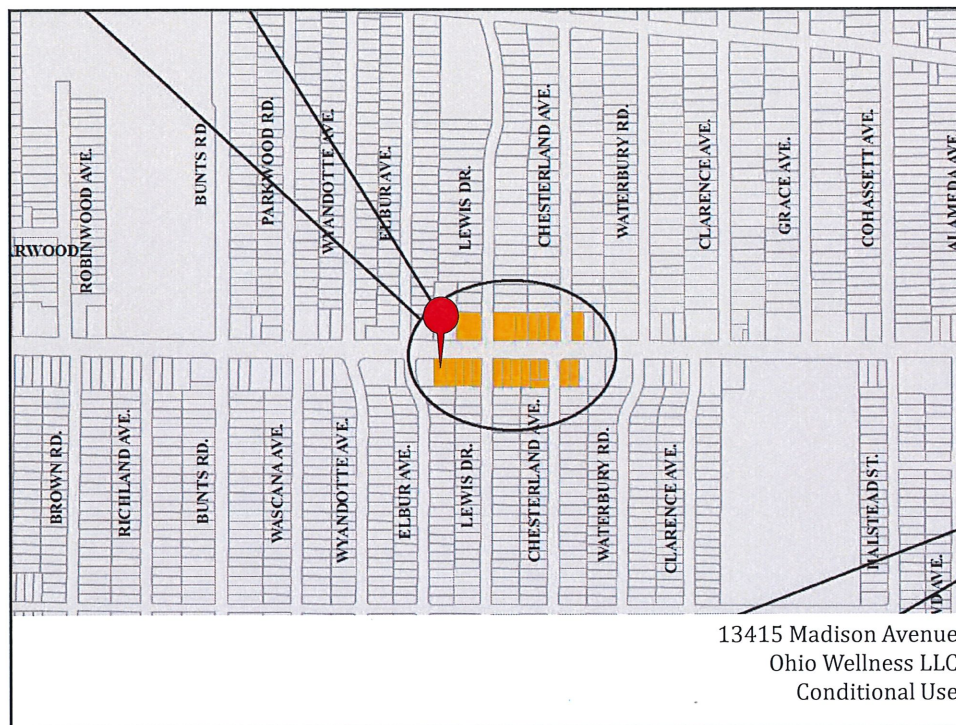 BUNTS RD.
PARKWOOD RD.
WYANDOTTE AVE.
ELBUR AVE.
LEWIS DR.
CHESTERLAND AVE.
WATERBURY RD.
CLARENCE AVE.
GRACE AVE.
COHASSETT AVE.
ALAMEDA AVE
ARWOOD
ROBINWOOD AVE.
BROWN RD.
RICHLAND AVE.
BUNTS RD.
WASCANA AVE.
WYANDOTTE AVE.
ELBUR AVE.
LEWIS DR.
CHESTERLAND AVE.
WATERBURY RD.
CLARENCE AVE.
HALSTEAD ST.
13415 Madison Avenue
Ohio Wellness LLC
Conditional Use